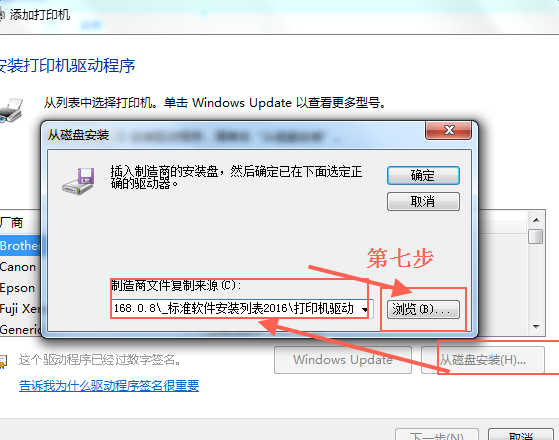 添加打印机
安装打印机驱动程序
从列表中选择打印机。单击 Windows Update 以查看更多型号。
从磁盘安装
插入制造商的安装盘，然后确定已在下面选定正
确的驱动器。
确定
取消
厂商
Brother
Canon
Epson
Fuji Xer
Generic
第七步
制造商文件复制来源(C):
168.0.8\_标准软件安装列表2016\打印机驱动
浏览(B)...
这个驱动程序已经过数字签名。
Windows Update
从磁盘安装(H)...
告诉我为什么驱动程序签名很重要
下一步(N)
取消